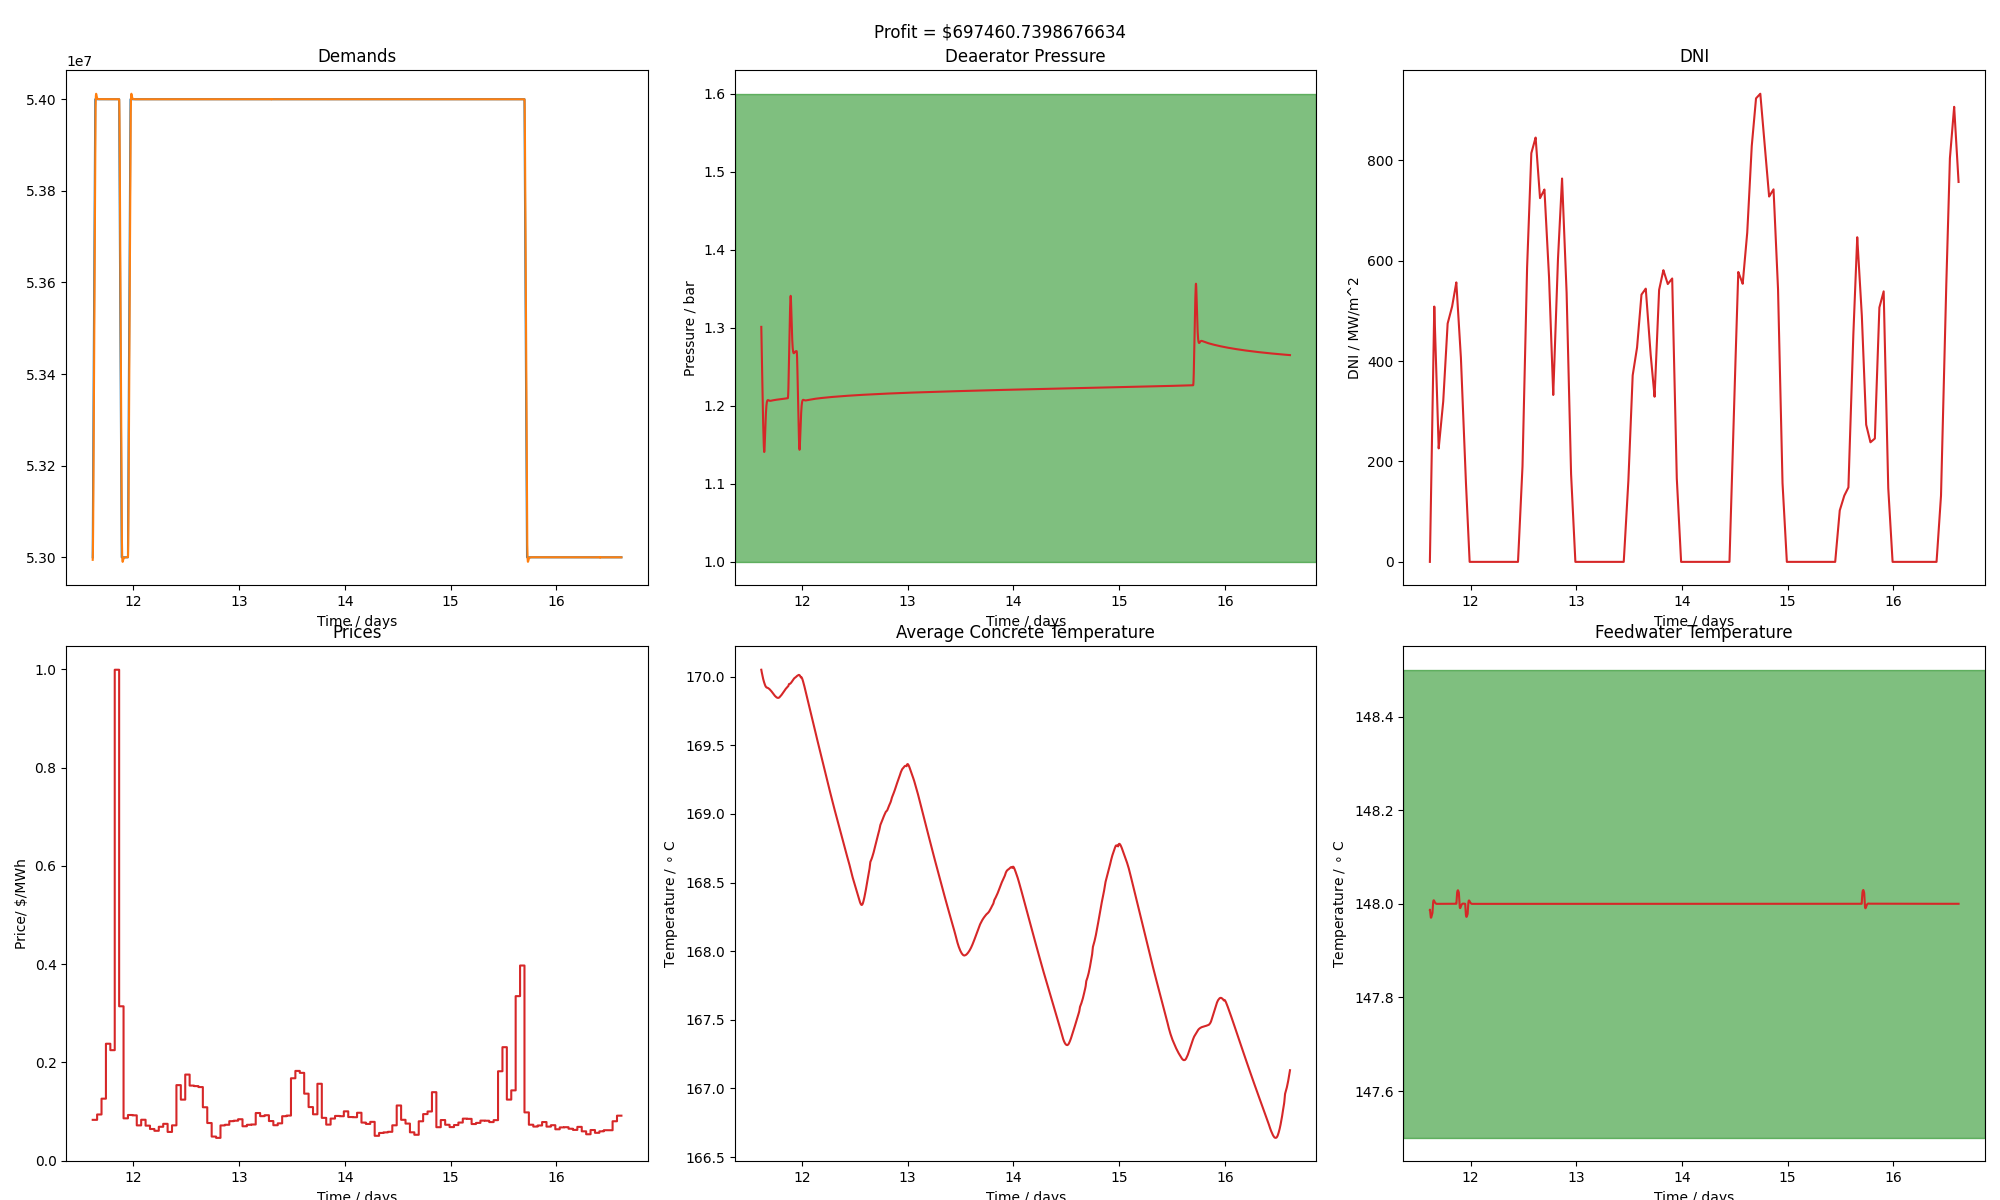 Profit = $697460.7398676634
Demands
1e7
5.40
5.38
5.36
5.34
5.32
5.30
12 13 14 15 16
Time / days
Deaerator Pressure
Pressure / bar
1.6
1.5
1.4
1.3
1.2
1.1
1.0
12 13 14 15 16
Time / days
DNI
DNI / MW/m^2
800
600
400
200
0
12 13 14 15 16
Time / days
Prices
Price/ $/MWh
1.0
0.8
0.6
0.4
0.2
0.0
12 13 14 15 16
Time / days
Average Concrete Temperature
Temperature / ∘ C
170.0
169.5
169.0
168.5
168.0
167.5
167.0
166.5
12 13 14 15 16
Time / days
Feedwater Temperature
Temperature / ∘ C
148.4
148.2
148.0
147.8
147.6
12 13 14 15 16
Time / days